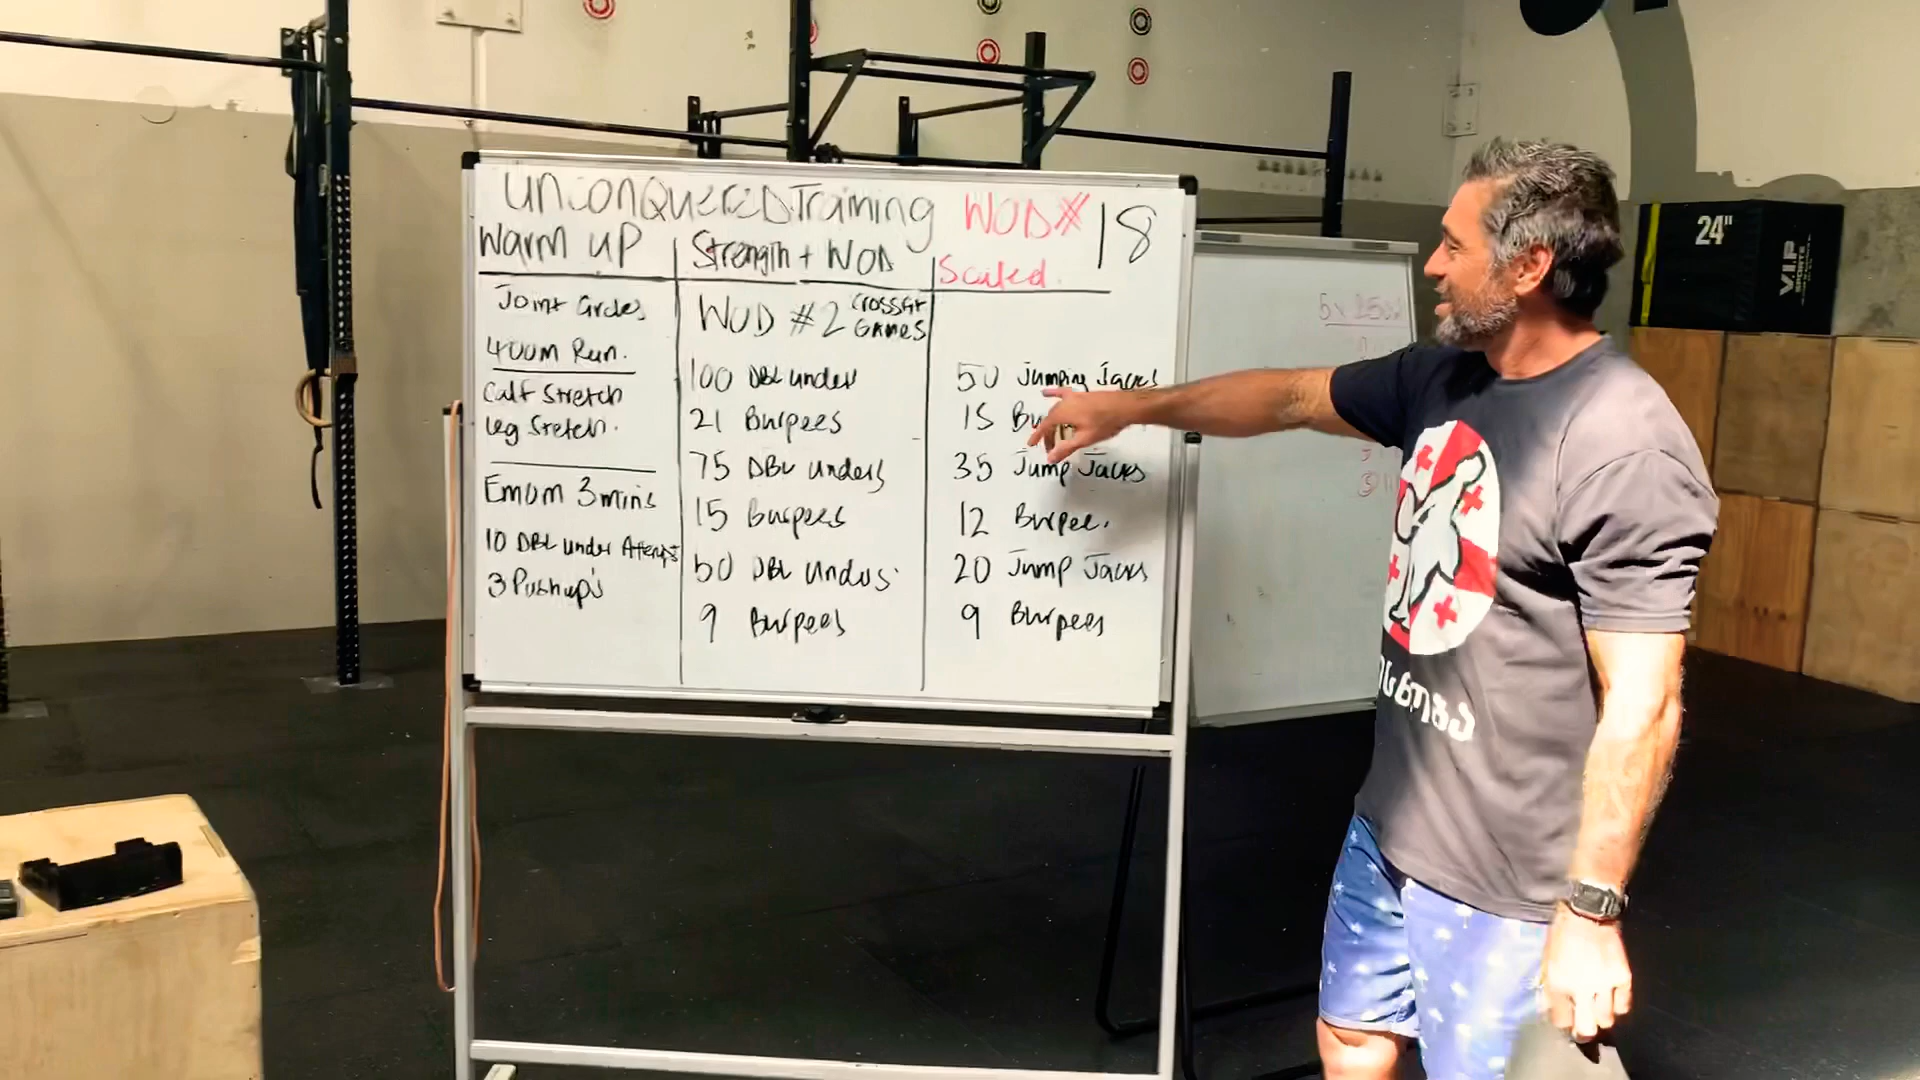 UNCONQUERED Training WOD# 18
Warm up
Joint Circles
400m Run.
Calf Stretch
Leg Stretch.
Emom 3 mins
10 DBL under Attempts
3 Pushup's
Strength + WOD
WOD #2 CrossFit
GAMES
100 DBL unders
21 Burpees
75 DBL unders
15 Burpees
50 DBL unders
9 Burpees
Scaled
50 Jumping Jacks
15
35 Jump Jacks
12 Burpee.
20 Jump Jacks
9 Burpees
24"
V.I.P